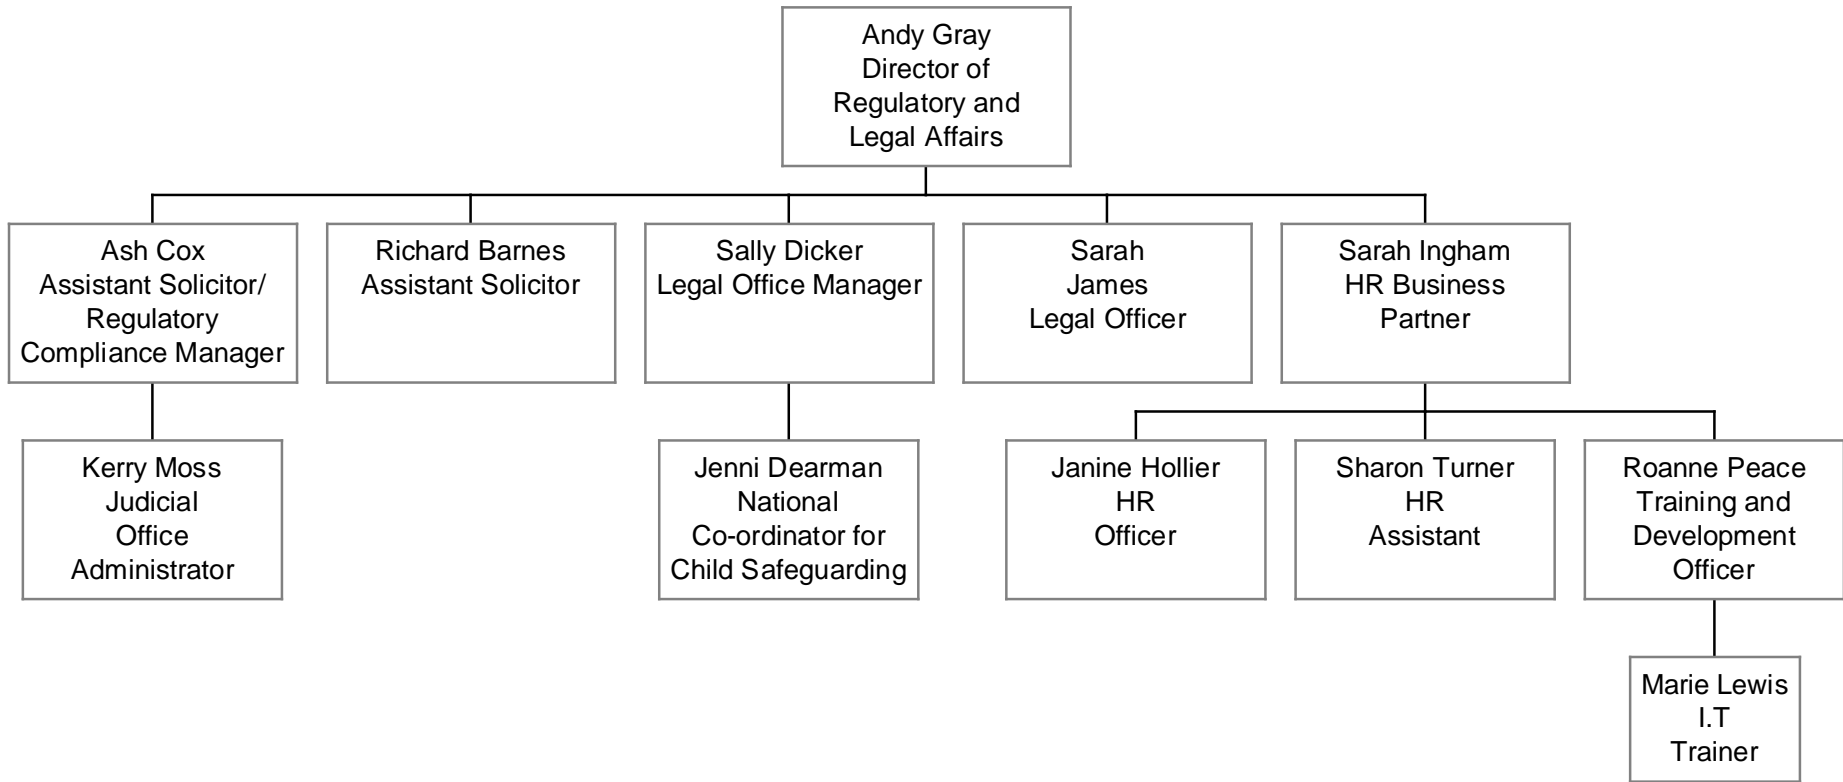 Andy Gray
Director of
Regulatory and
Legal Affairs
Ash Cox
Assistant Solicitor/
Regulatory
Compliance Manager
Richard Barnes
Assistant Solicitor
Sally Dicker
Legal Office Manager
Sarah
James
Legal Officer
Sarah Ingham
HR Business
Partner
Kerry Moss
Judicial
Office
Administrator
Jenni Dearman
National
Co-ordinator for
Child Safeguarding
Janine Hollier
HR
Officer
Sharon Turner
HR
Assistant
Roanne Peace
Training and
Development
Officer
Marie Lewis
I.T
Trainer